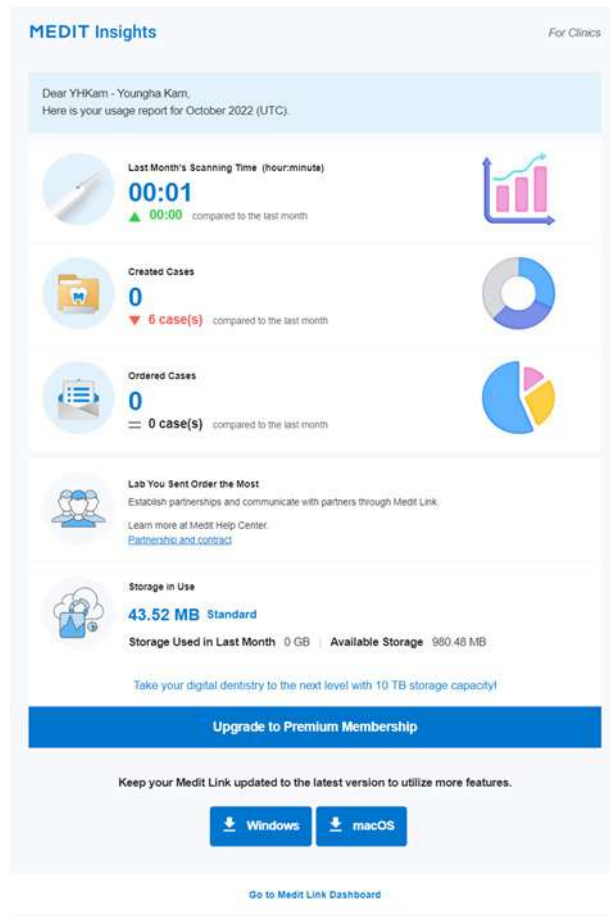 MEDIT Insights
For Clinics
Dear YHKam - Youngha Kam,
Here is your usage report for October 2022 (UTC).
Last Month's Scanning Time (hour:minute)
00:01
▲ 00:00 compared to the last month
Created Cases
0
▼ 6 case(s) compared to the last month
Ordered Cases
0
= 0 case(s) compared to the last month
Lab You Sent Order the Most
Establish partnerships and communicate with partners through Medit Link.
Learn more at Medit Help Center.
Partnership and contract
Storage in Use
43.52 MB Standard
Storage Used in Last Month 0 GB | Available Storage 980.48 MB
Take your digital dentistry to the next level with 10 TB storage capacity!
Upgrade to Premium Membership
Keep your Medit Link updated to the latest version to utilize more features.
Windows
macOS
Go to Medit Link Dashboard